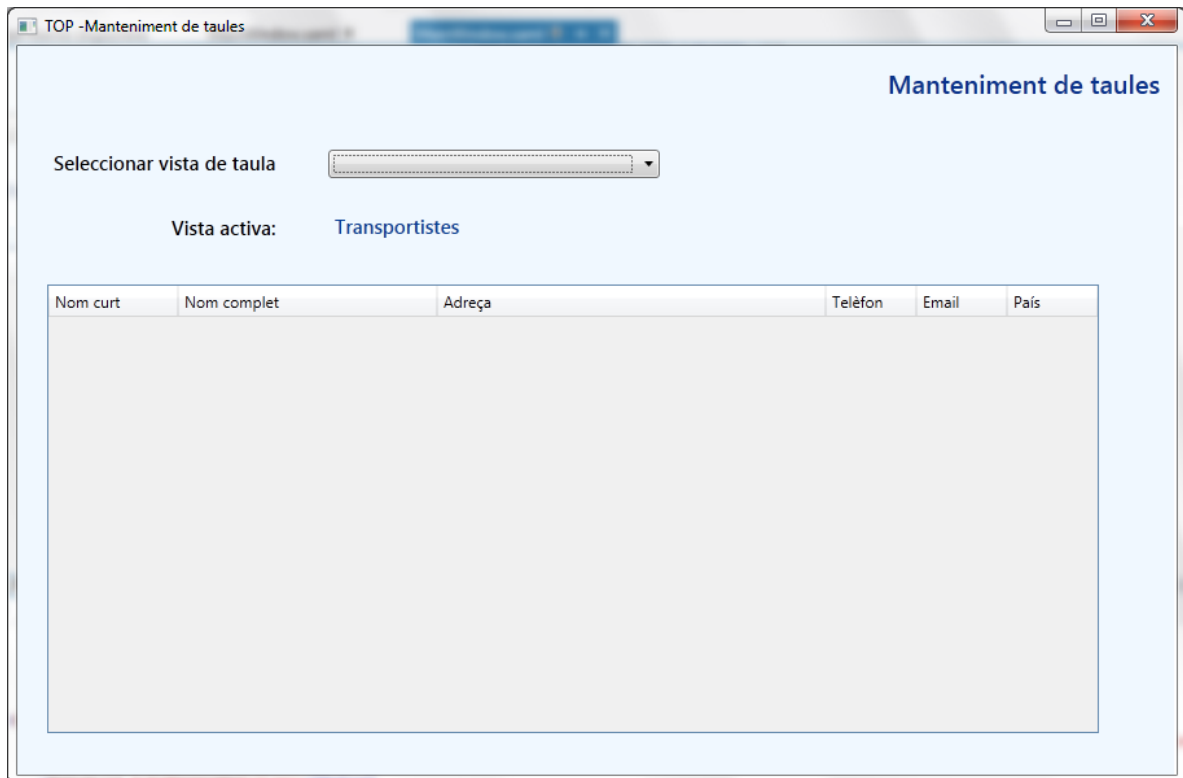 TOP -Manteniment de taules
Manteniment de taules
Seleccionar vista de taula
Vista activa: Transportistes
Nom curt Nom complet Adreça Telèfon Email País